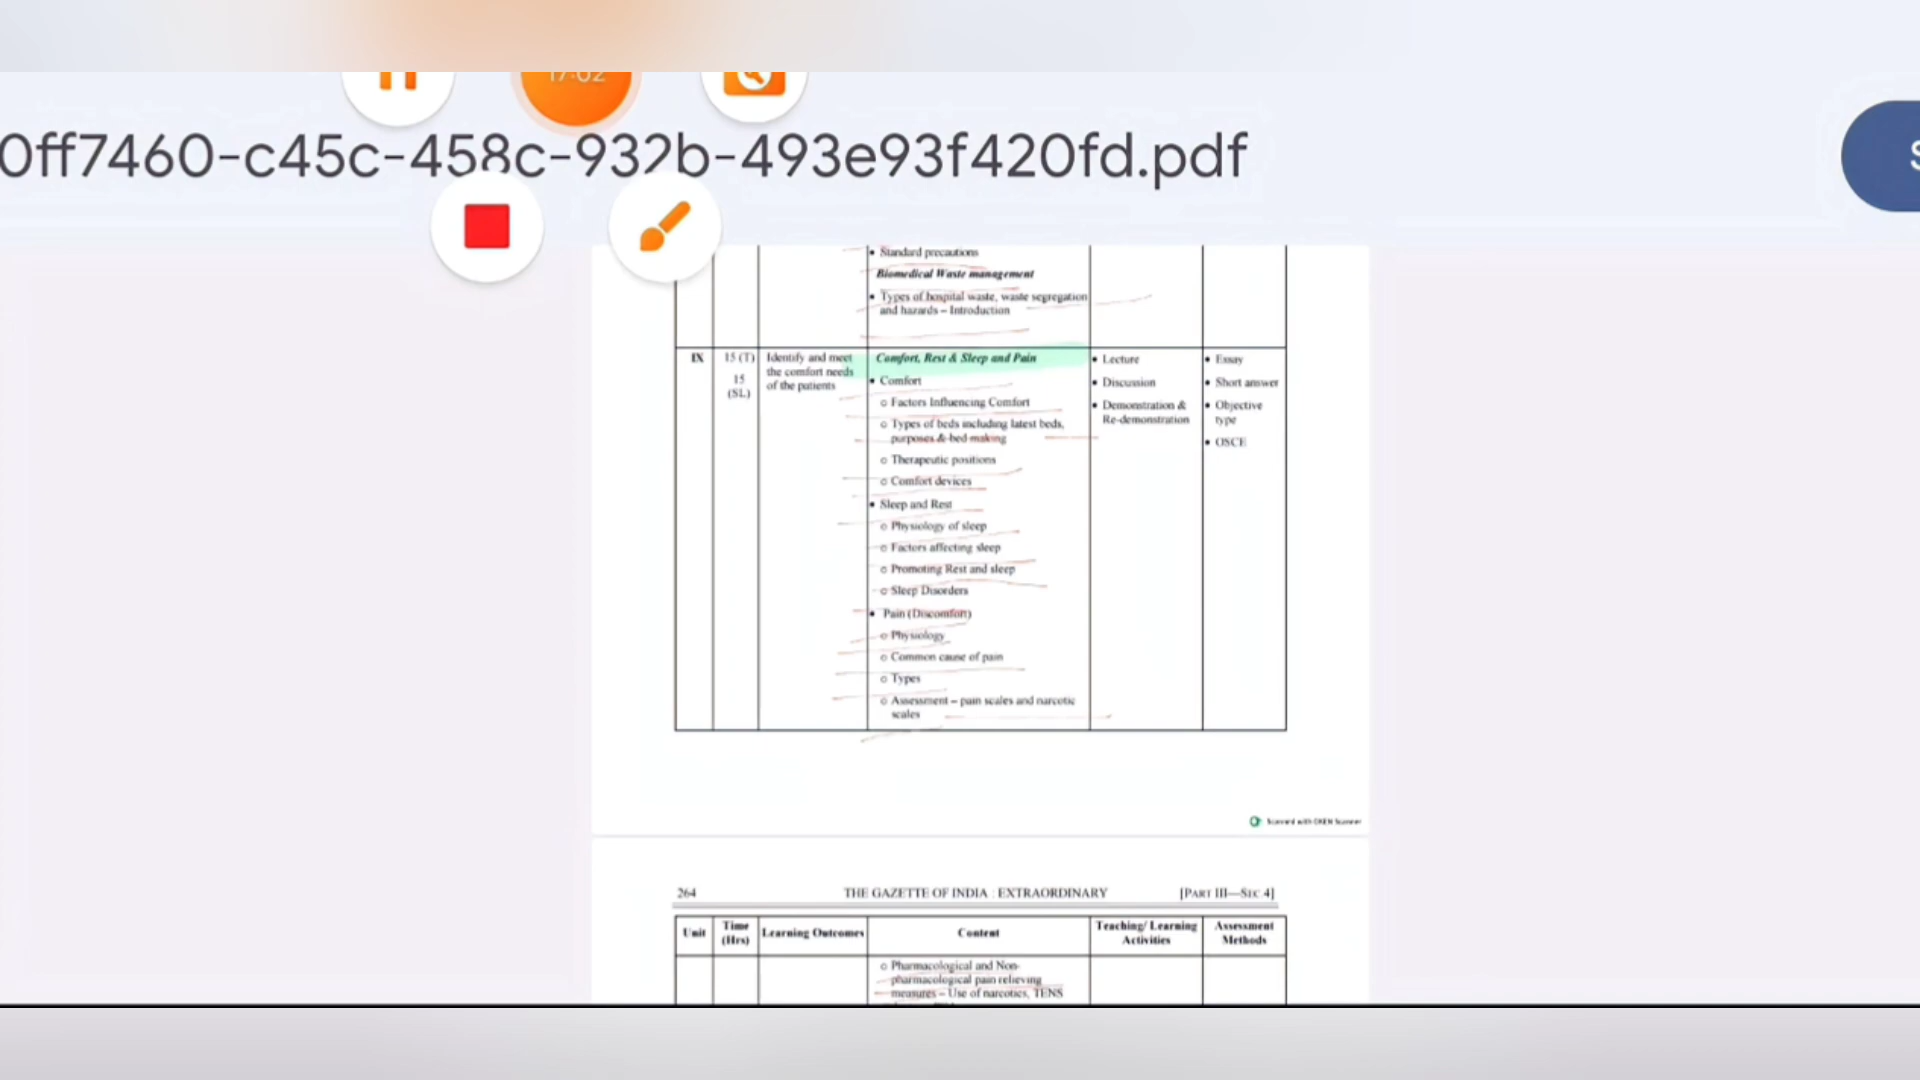 17:02
0ff7460-c45c-458c-932b-493e93f420fd.pdf
S
• Standard precautions
Biomedical Waste management
• Types of hospital waste, waste segregation
and hazards – Introduction
IX
15 (T)
15
(SL)
Identify and meet
the comfort needs
of the patients
Comfort, Rest & Sleep and Pain
• Comfort
o Factors Influencing Comfort
o Types of beds including latest beds,
purposes & bed making
o Therapeutic positions
o Comfort devices
• Sleep and Rest
o Physiology of sleep
o Factors affecting sleep
o Promoting Rest and sleep
o Sleep Disorders
• Pain (Discomfort)
o Physiology
o Common cause of pain
o Types
o Assessment – pain scales and narcotic
scales
• Lecture
• Discussion
• Demonstration &
Re-demonstration
• Essay
• Short answer
• Objective
type
• OSCE
Scanned with OKEN Scanner
264 THE GAZETTE OF INDIA : EXTRAORDINARY [PART III—SEC 4]
Unit
Time
(Hrs)
Learning Outcomes
Content
Teaching/ Learning
Activities
Assessment
Methods
o Pharmacological and Non-
pharmacological pain relieving
measures – Use of narcotics, TENS